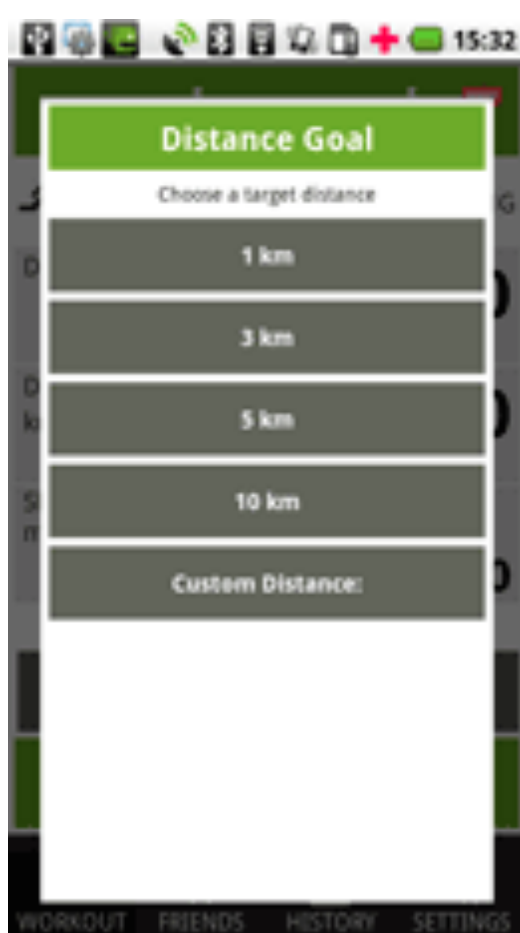 15:32
Distance Goal
Choose a target distance
1 km
3 km
5 km
10 km
Custom Distance:
WORKOUT FRIENDS HISTORY SETTINGS